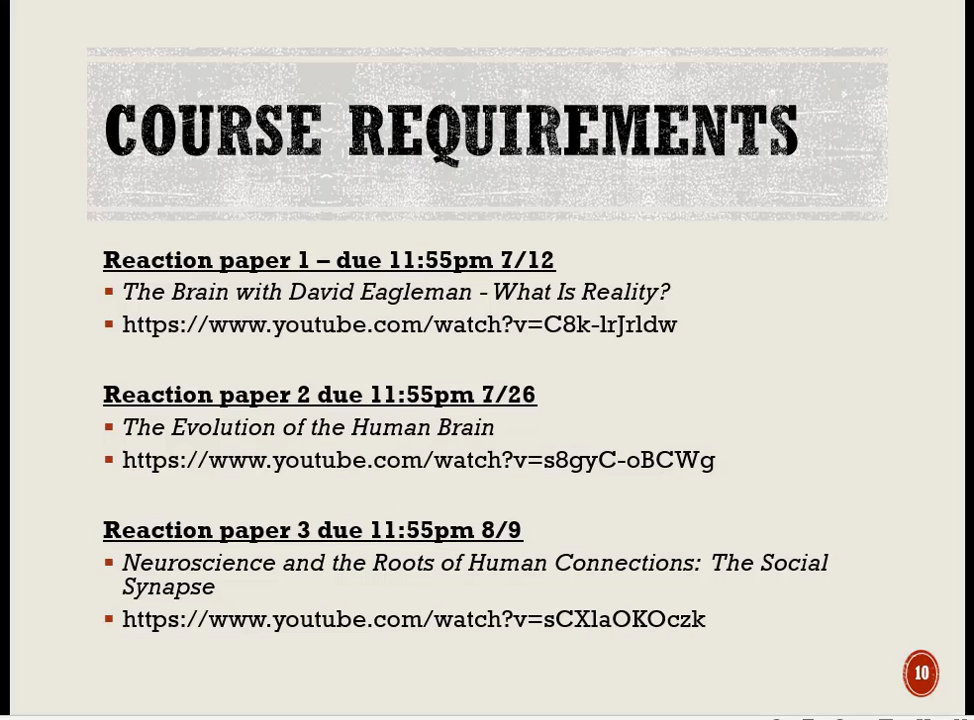 COURSE REQUIREMENTS
Reaction paper 1 – due 11:55pm 7/12
The Brain with David Eagleman - What Is Reality?
https://www.youtube.com/watch?v=C8k-lrJrldw
Reaction paper 2 due 11:55pm 7/26
The Evolution of the Human Brain
https://www.youtube.com/watch?v=s8gyC-oBCWg
Reaction paper 3 due 11:55pm 8/9
Neuroscience and the Roots of Human Connections: The Social
Synapse
https://www.youtube.com/watch?v=sCXlaOKOczk
10